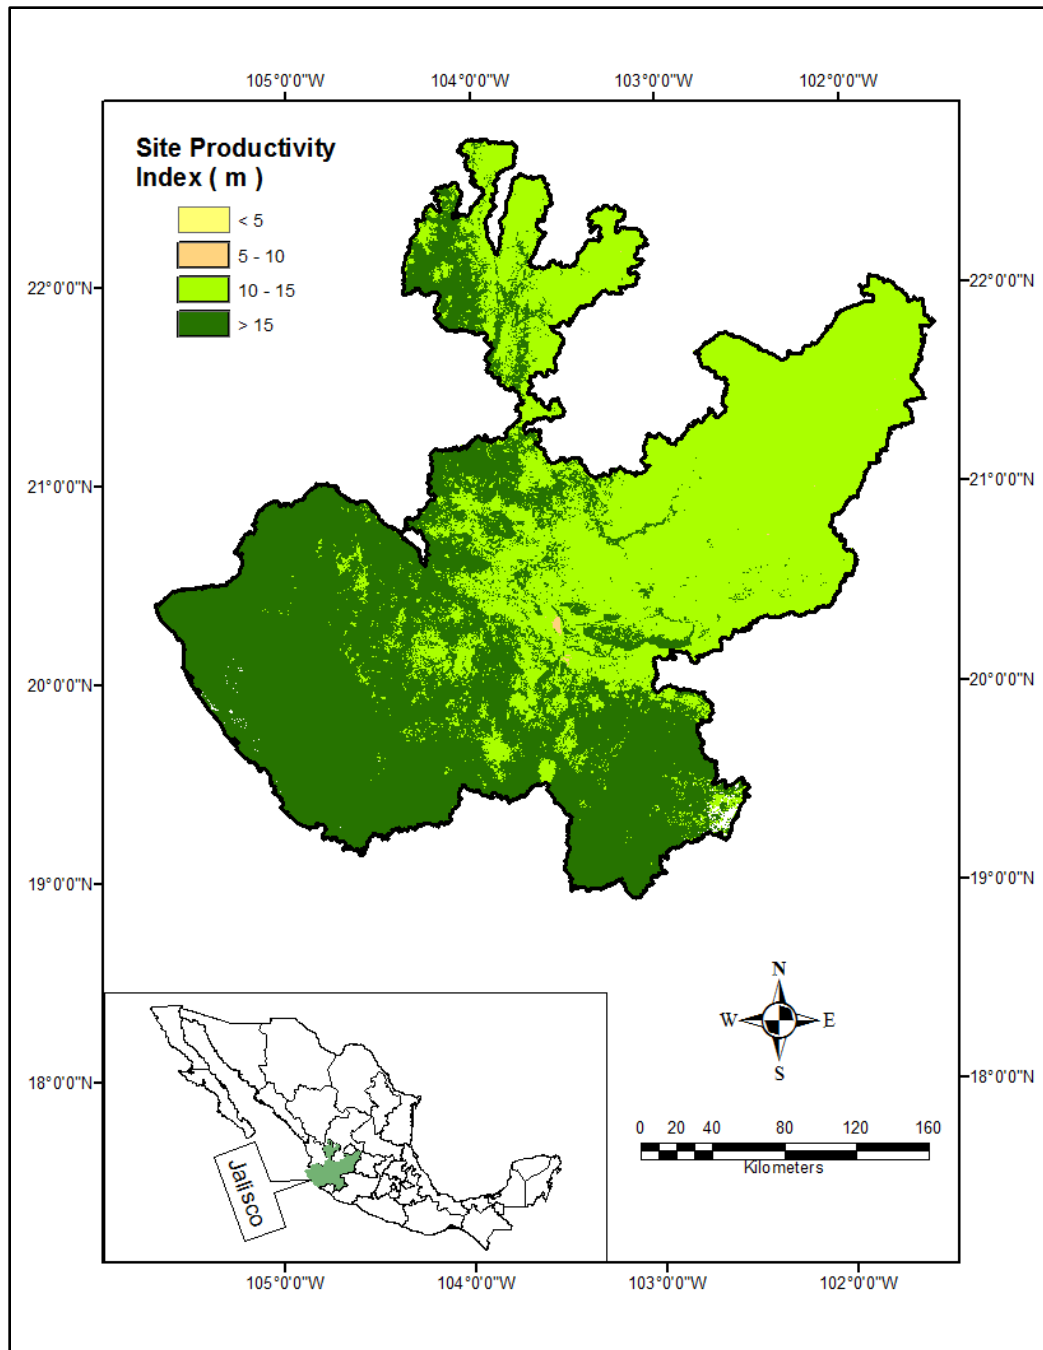 105°0'0"W 104°0'0"W 103°0'0"W 102°0'0"W
Site Productivity
Index ( m )
< 5
5 - 10
10 - 15
> 15
22°0'0"N 22°0'0"N
21°0'0"N 21°0'0"N
20°0'0"N 20°0'0"N
19°0'0"N 19°0'0"N
18°0'0"N 18°0'0"N
N
W E
S
0 20 40 80 120 160
Kilometers
Jalisco
105°0'0"W 104°0'0"W 103°0'0"W 102°0'0"W